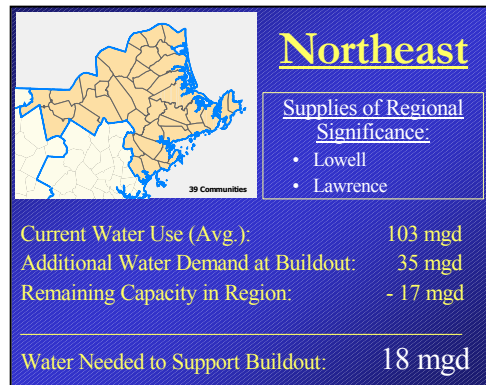 Northeast
Supplies of Regional
Significance:
• Lowell
• Lawrence
39 Communities
Current Water Use (Avg.): 103 mgd
Additional Water Demand at Buildout: 35 mgd
Remaining Capacity in Region: - 17 mgd
Water Needed to Support Buildout: 18 mgd